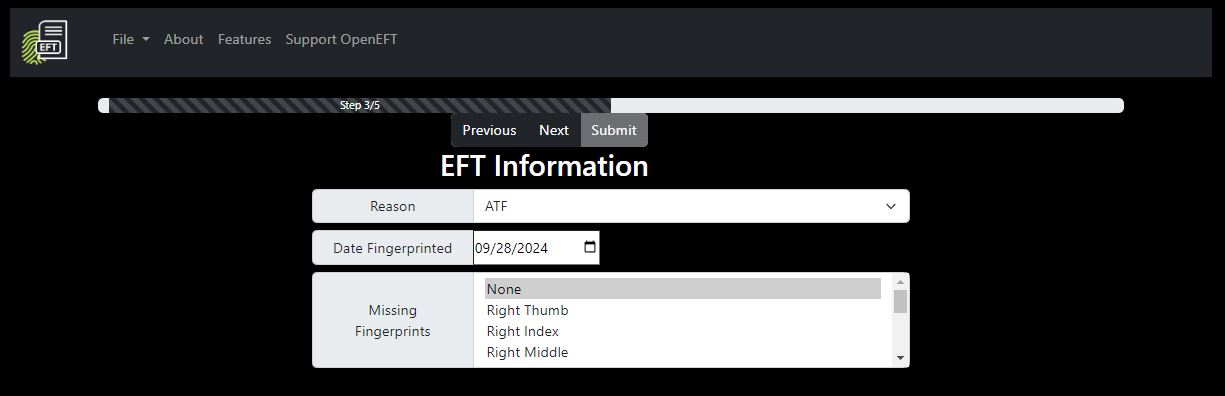 EFT File About Features Support OpenEFT
Step 3/5
Previous Next Submit
EFT Information
Reason ATF
Date Fingerprinted 09/28/2024
Missing Fingerprints
None
Right Thumb
Right Index
Right Middle